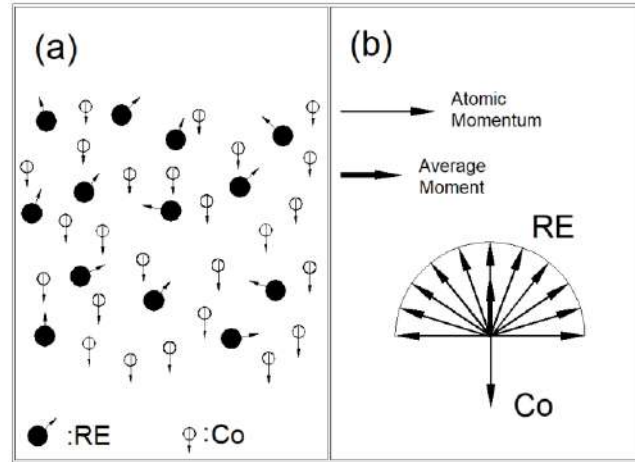 (a)
:RE
:Co
(b)
Atomic
Momentum
Average
Moment
RE
Co